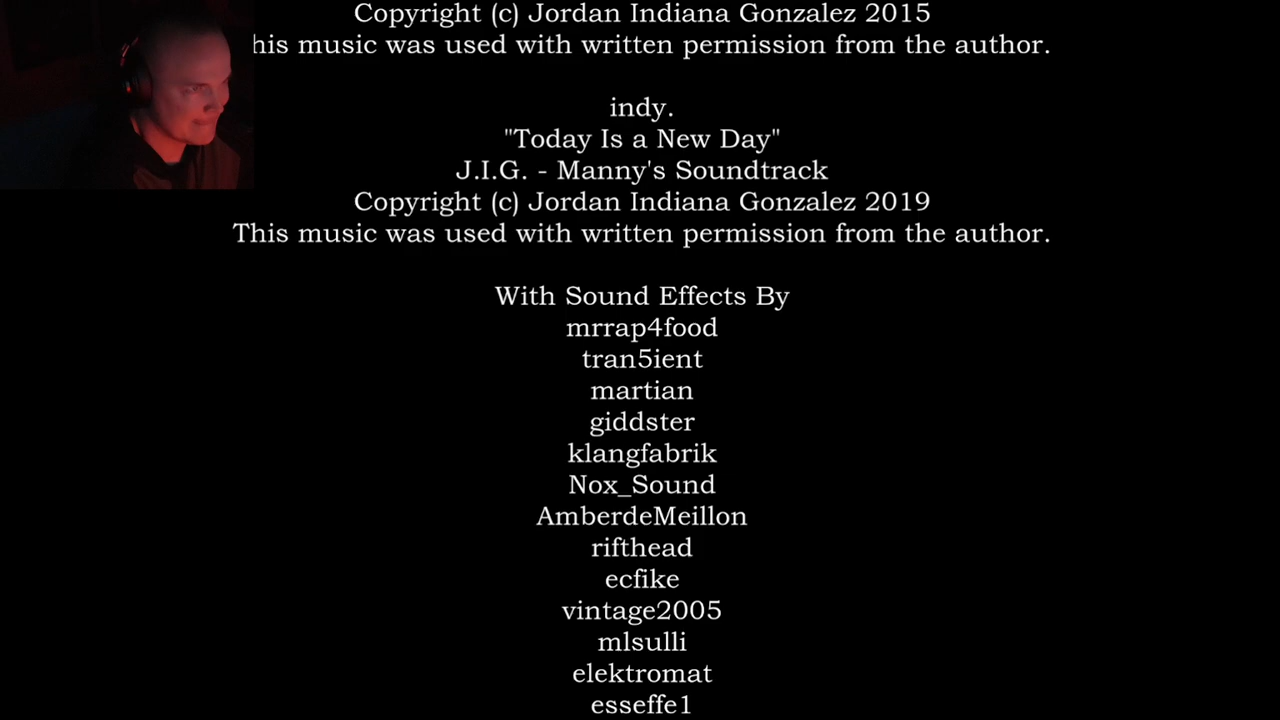 Copyright (c) Jordan Indiana Gonzalez 2015
his music was used with written permission from the author.
indy.
"Today Is a New Day"
J.I.G. - Manny's Soundtrack
Copyright (c) Jordan Indiana Gonzalez 2019
This music was used with written permission from the author.
With Sound Effects By
mrrap4food
tran5ient
martian
giddster
klangfabrik
Nox_Sound
AmberdeMeillon
rifthead
ecfike
vintage2005
mlsulli
elektromat
esseffe1